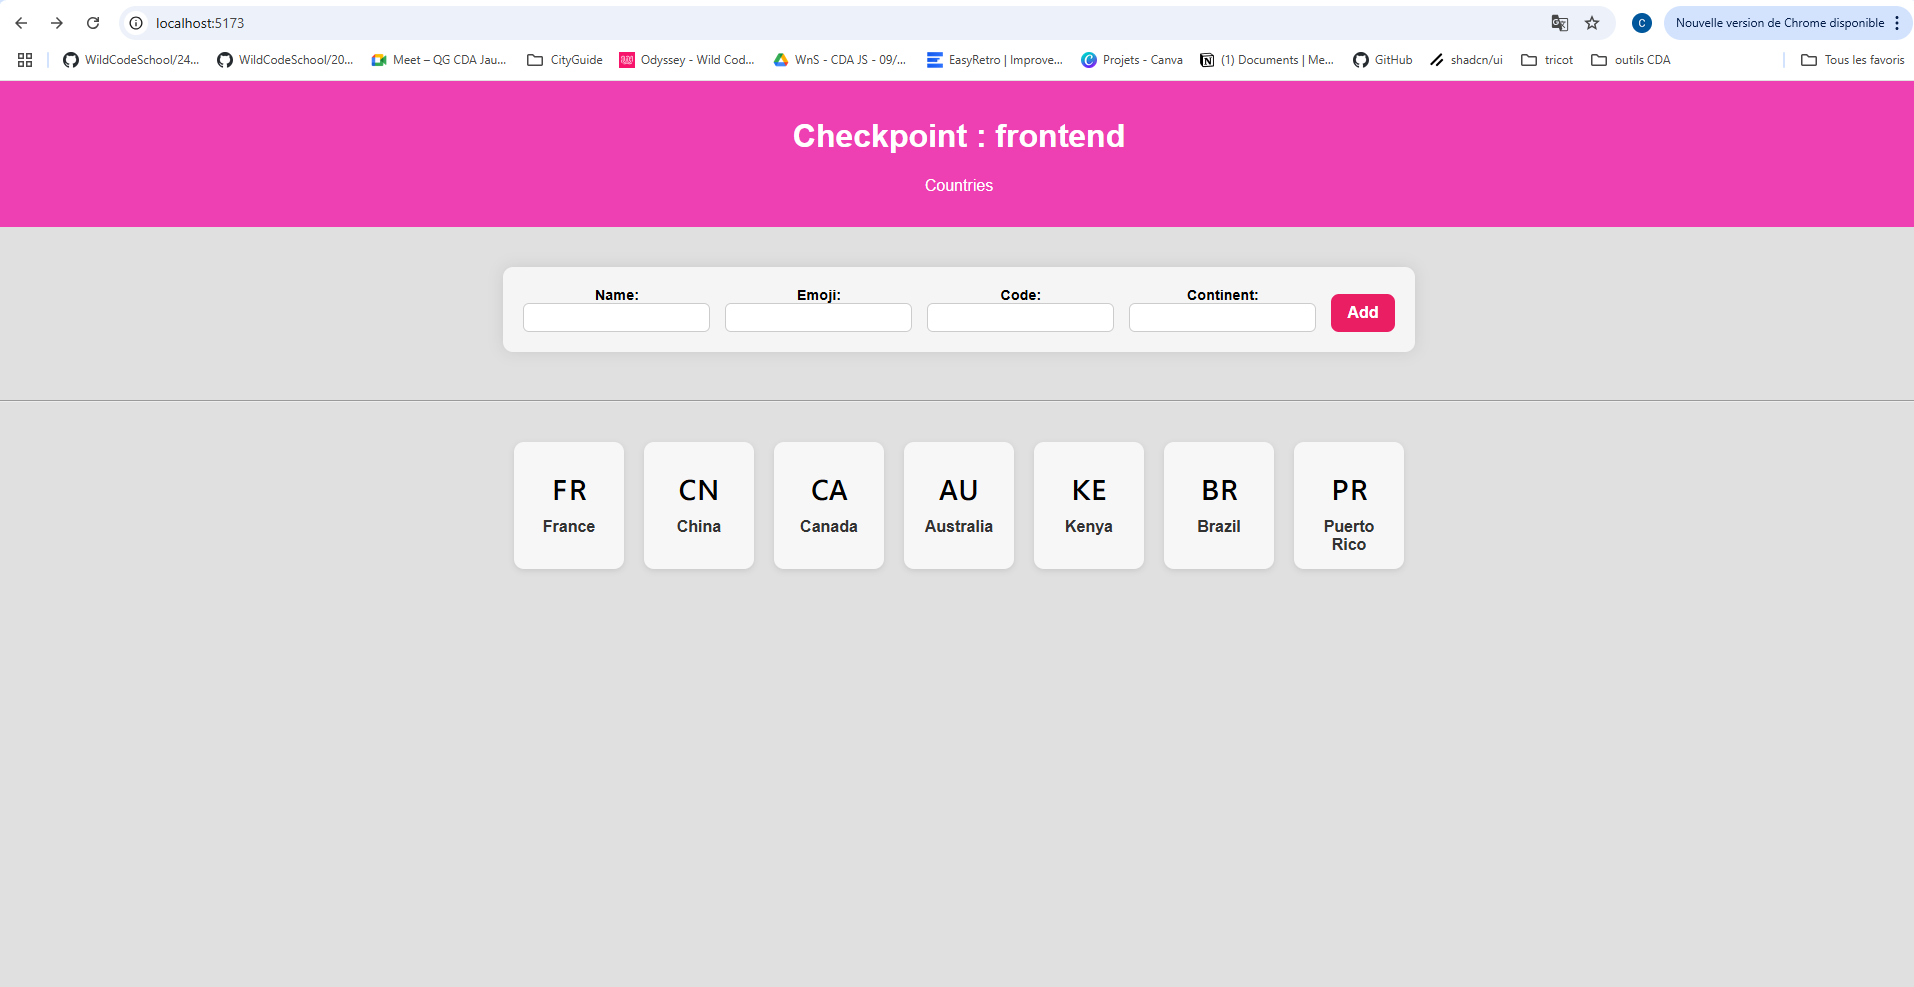 localhost:5173
C
Nouvelle version de Chrome disponible
WildCodeSchool/24... WildCodeSchool/20... Meet – QG CDA Jau... CityGuide Odyssey - Wild Cod... WnS - CDA JS - 09/... EasyRetro | Improve... Projets - Canva (1) Documents | Me... GitHub shadcn/ui tricot outils CDA Tous les favoris
Checkpoint : frontend
Countries
Name: Emoji: Code: Continent:
Add
FR CN CA AU KE BR PR
France China Canada Australia Kenya Brazil Puerto
Rico